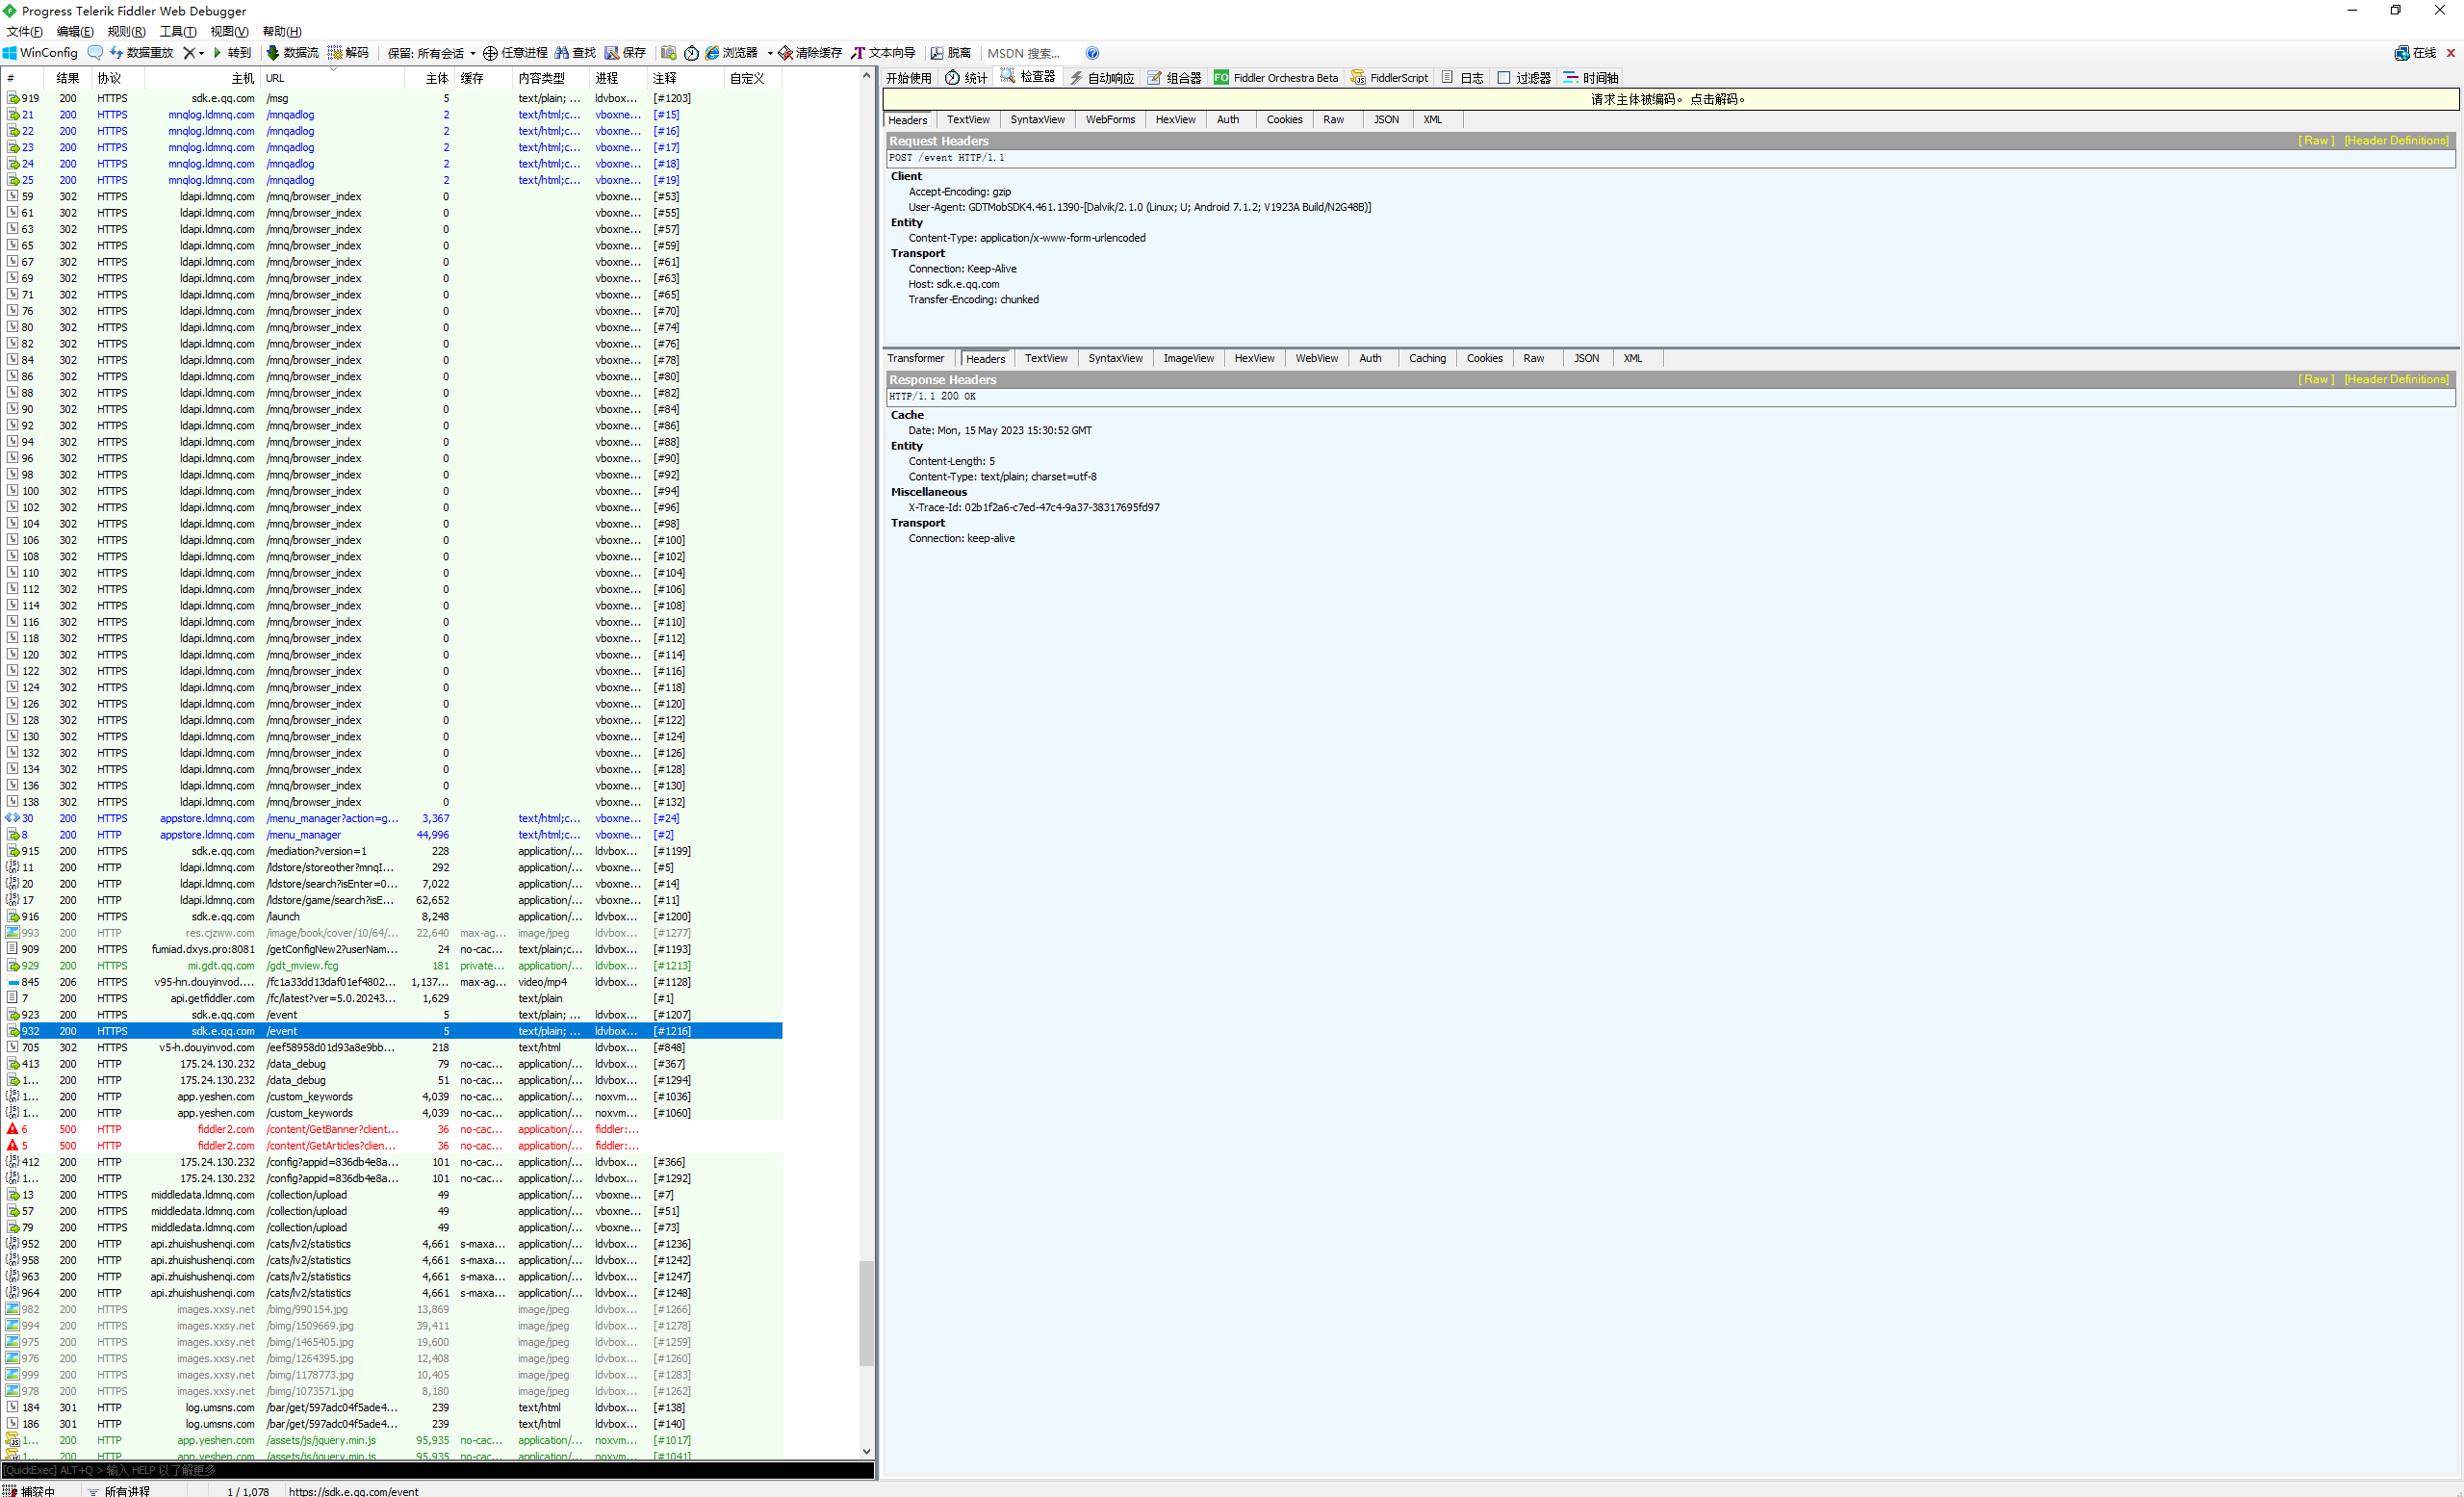 Progress Telerik Fiddler Web Debugger
文件(F) 编辑(E) 规则(R) 工具(T) 视图(V) 帮助(H)
WinConfig 数据重放 转到 数据流 解码 保留: 所有会话 任意进程 查找 保存 浏览器 清除缓存 文本向导 脱离 MSDN 搜索... 在线
# 结果 协议 主机 URL 主体 缓存 内容类型 进程 注释 自定义
919 200 HTTPS sdk.e.qq.com /msg 5 text/plain; ... ldvbox... [#1203]
21 200 HTTPS mnqlog.ldmnq.com /mnqadlog 2 text/html;c... vboxne... [#15]
22 200 HTTPS mnqlog.ldmnq.com /mnqadlog 2 text/html;c... vboxne... [#16]
23 200 HTTPS mnqlog.ldmnq.com /mnqadlog 2 text/html;c... vboxne... [#17]
24 200 HTTPS mnqlog.ldmnq.com /mnqadlog 2 text/html;c... vboxne... [#18]
25 200 HTTPS mnqlog.ldmnq.com /mnqadlog 2 text/html;c... vboxne... [#19]
59 302 HTTPS ldapi.ldmnq.com /mnq/browser_index 0 vboxne... [#53]
61 302 HTTPS ldapi.ldmnq.com /mnq/browser_index 0 vboxne... [#55]
63 302 HTTPS ldapi.ldmnq.com /mnq/browser_index 0 vboxne... [#57]
65 302 HTTPS ldapi.ldmnq.com /mnq/browser_index 0 vboxne... [#59]
67 302 HTTPS ldapi.ldmnq.com /mnq/browser_index 0 vboxne... [#61]
69 302 HTTPS ldapi.ldmnq.com /mnq/browser_index 0 vboxne... [#63]
71 302 HTTPS ldapi.ldmnq.com /mnq/browser_index 0 vboxne... [#65]
76 302 HTTPS ldapi.ldmnq.com /mnq/browser_index 0 vboxne... [#70]
80 302 HTTPS ldapi.ldmnq.com /mnq/browser_index 0 vboxne... [#74]
82 302 HTTPS ldapi.ldmnq.com /mnq/browser_index 0 vboxne... [#76]
84 302 HTTPS ldapi.ldmnq.com /mnq/browser_index 0 vboxne... [#78]
86 302 HTTPS ldapi.ldmnq.com /mnq/browser_index 0 vboxne... [#80]
88 302 HTTPS ldapi.ldmnq.com /mnq/browser_index 0 vboxne... [#82]
90 302 HTTPS ldapi.ldmnq.com /mnq/browser_index 0 vboxne... [#84]
92 302 HTTPS ldapi.ldmnq.com /mnq/browser_index 0 vboxne... [#86]
94 302 HTTPS ldapi.ldmnq.com /mnq/browser_index 0 vboxne... [#88]
96 302 HTTPS ldapi.ldmnq.com /mnq/browser_index 0 vboxne... [#90]
98 302 HTTPS ldapi.ldmnq.com /mnq/browser_index 0 vboxne... [#92]
100 302 HTTPS ldapi.ldmnq.com /mnq/browser_index 0 vboxne... [#94]
102 302 HTTPS ldapi.ldmnq.com /mnq/browser_index 0 vboxne... [#96]
104 302 HTTPS ldapi.ldmnq.com /mnq/browser_index 0 vboxne... [#98]
106 302 HTTPS ldapi.ldmnq.com /mnq/browser_index 0 vboxne... [#100]
108 302 HTTPS ldapi.ldmnq.com /mnq/browser_index 0 vboxne... [#102]
110 302 HTTPS ldapi.ldmnq.com /mnq/browser_index 0 vboxne... [#104]
112 302 HTTPS ldapi.ldmnq.com /mnq/browser_index 0 vboxne... [#106]
114 302 HTTPS ldapi.ldmnq.com /mnq/browser_index 0 vboxne... [#108]
116 302 HTTPS ldapi.ldmnq.com /mnq/browser_index 0 vboxne... [#110]
118 302 HTTPS ldapi.ldmnq.com /mnq/browser_index 0 vboxne... [#112]
120 302 HTTPS ldapi.ldmnq.com /mnq/browser_index 0 vboxne... [#114]
122 302 HTTPS ldapi.ldmnq.com /mnq/browser_index 0 vboxne... [#116]
124 302 HTTPS ldapi.ldmnq.com /mnq/browser_index 0 vboxne... [#118]
126 302 HTTPS ldapi.ldmnq.com /mnq/browser_index 0 vboxne... [#120]
128 302 HTTPS ldapi.ldmnq.com /mnq/browser_index 0 vboxne... [#122]
130 302 HTTPS ldapi.ldmnq.com /mnq/browser_index 0 vboxne... [#124]
132 302 HTTPS ldapi.ldmnq.com /mnq/browser_index 0 vboxne... [#126]
134 302 HTTPS ldapi.ldmnq.com /mnq/browser_index 0 vboxne... [#128]
136 302 HTTPS ldapi.ldmnq.com /mnq/browser_index 0 vboxne... [#130]
138 302 HTTPS ldapi.ldmnq.com /mnq/browser_index 0 vboxne... [#132]
30 200 HTTPS appstore.ldmnq.com /menu_manager?action=g... 3,367 text/html;c... vboxne... [#24]
8 200 HTTP appstore.ldmnq.com /menu_manager 44,996 text/html;c... vboxne... [#2]
915 200 HTTPS sdk.e.qq.com /mediation?version=1 228 application/... ldvbox... [#1199]
11 200 HTTP ldapi.ldmnq.com /ldstore/storeother?mnqI... 292 application/... vboxne... [#5]
20 200 HTTP ldapi.ldmnq.com /ldstore/search?isEnter=0... 7,022 application/... vboxne... [#14]
17 200 HTTP ldapi.ldmnq.com /ldstore/game/search?isE... 62,652 application/... vboxne... [#11]
916 200 HTTPS sdk.e.qq.com /launch 8,248 application/... ldvbox... [#1200]
993 200 HTTP res.cjzww.com /image/book/cover/10/64/... 22,640 max-ag... image/jpeg ldvbox... [#1277]
909 200 HTTPS fumiad.dxys.pro:8081 /getConfigNew2?userNam... 24 no-cac... text/plain;c... ldvbox... [#1193]
929 200 HTTPS mi.gdt.qq.com /gdt_mview.fcg 181 private... application/... ldvbox... [#1213]
845 206 HTTPS v95-hn.douyinvod.... /fc1a33dd13daf01ef4802... 1,137... max-ag... video/mp4 ldvbox... [#1128]
7 200 HTTPS api.getfiddler.com /fc/latest?ver=5.0.20243... 1,629 text/plain [#1]
923 200 HTTPS sdk.e.qq.com /event 5 text/plain; ... ldvbox... [#1207]
932 200 HTTPS sdk.e.qq.com /event 5 text/plain; ... ldvbox... [#1216]
705 302 HTTPS v5-h.douyinvod.com /eef58958d01d93a8e9bb... 218 text/html ldvbox... [#848]
413 200 HTTP 175.24.130.232 /data_debug 79 no-cac... application/... ldvbox... [#367]
1... 200 HTTP 175.24.130.232 /data_debug 51 no-cac... application/... ldvbox... [#1294]
1... 200 HTTP app.yeshen.com /custom_keywords 4,039 no-cac... application/... noxvm... [#1036]
1... 200 HTTP app.yeshen.com /custom_keywords 4,039 no-cac... application/... noxvm... [#1060]
6 500 HTTP fiddler2.com /content/GetBanner?client... 36 no-cac... fiddler:...
5 500 HTTP fiddler2.com /content/GetArticles?clien... 36 no-cac... fiddler:...
412 200 HTTP 175.24.130.232 /config?appid=836db4e8a... 101 no-cac... application/... ldvbox... [#366]
1... 200 HTTP 175.24.130.232 /config?appid=836db4e8a... 101 no-cac... application/... ldvbox... [#1292]
13 200 HTTPS middledata.ldmnq.com /collection/upload 49 application/... vboxne... [#7]
57 200 HTTPS middledata.ldmnq.com /collection/upload 49 application/... vboxne... [#51]
79 200 HTTPS middledata.ldmnq.com /collection/upload 49 application/... vboxne... [#73]
952 200 HTTP api.zhuishushenqi.com /cats/lv2/statistics 4,661 s-maxa... application/... ldvbox... [#1236]
958 200 HTTP api.zhuishushenqi.com /cats/lv2/statistics 4,661 s-maxa... application/... ldvbox... [#1242]
963 200 HTTP api.zhuishushenqi.com /cats/lv2/statistics 4,661 s-maxa... application/... ldvbox... [#1247]
964 200 HTTP api.zhuishushenqi.com /cats/lv2/statistics 4,661 s-maxa... application/... ldvbox... [#1248]
982 200 HTTPS images.xxsy.net /bimg/990154.jpg 13,869 image/jpeg ldvbox... [#1266]
994 200 HTTPS images.xxsy.net /bimg/1509669.jpg 39,411 image/jpeg ldvbox... [#1278]
975 200 HTTPS images.xxsy.net /bimg/1465405.jpg 19,600 image/jpeg ldvbox... [#1259]
976 200 HTTPS images.xxsy.net /bimg/1264395.jpg 12,408 image/jpeg ldvbox... [#1260]
999 200 HTTPS images.xxsy.net /bimg/1178773.jpg 10,405 image/jpeg ldvbox... [#1283]
978 200 HTTPS images.xxsy.net /bimg/1073571.jpg 8,180 image/jpeg ldvbox... [#1262]
184 301 HTTP log.umsns.com /bar/get/597adc04f5ade4... 239 text/html ldvbox... [#138]
186 301 HTTP log.umsns.com /bar/get/597adc04f5ade4... 239 text/html ldvbox... [#140]
1... 200 HTTP app.yeshen.com /assets/js/jquery.min.js 95,935 no-cac... application/... noxvm... [#1017]
1... 200 HTTP app.yeshen.com /assets/js/jquery.min.js 95,935 no-cac... application/... noxvm... [#1041]
[QuickExec] ALT+Q > 输入 HELP 以了解更多
捕获中 所有进程 1 / 1,078 https://sdk.e.qq.com/event
开始使用 统计 检查器 自动响应 组合器 FO Fiddler Orchestra Beta FiddlerScript 日志 过滤器 时间轴
请求主体被编码。点击解码。
Headers TextView SyntaxView WebForms HexView Auth Cookies Raw JSON XML
Request Headers [ Raw ] [Header Definitions]
POST /event HTTP/1.1
Client
Accept-Encoding: gzip
User-Agent: GDTMobSDK4.461.1390-[Dalvik/2.1.0 (Linux; U; Android 7.1.2; V1923A Build/N2G48B)]
Entity
Content-Type: application/x-www-form-urlencoded
Transport
Connection: Keep-Alive
Host: sdk.e.qq.com
Transfer-Encoding: chunked
Transformer Headers TextView SyntaxView ImageView HexView WebView Auth Caching Cookies Raw JSON XML
Response Headers [ Raw ] [Header Definitions]
HTTP/1.1 200 OK
Cache
Date: Mon, 15 May 2023 15:30:52 GMT
Entity
Content-Length: 5
Content-Type: text/plain; charset=utf-8
Miscellaneous
X-Trace-Id: 02b1f2a6-c7ed-47c4-9a37-38317695fd97
Transport
Connection: keep-alive